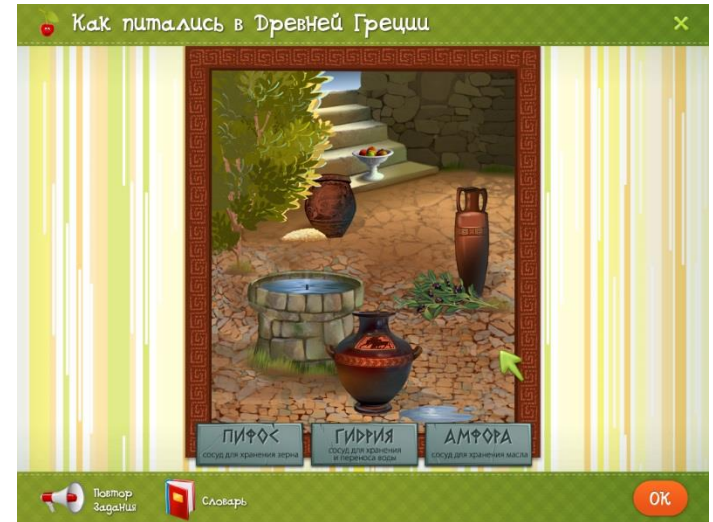 Как питались в Древней Греции
ПИФОС
сосуд для хранения зерна
ГИДРИЯ
сосуд для хранения
и переноса воды
АМФОРА
сосуд для хранения масла
Повтор
Задания
Словарь
ОК